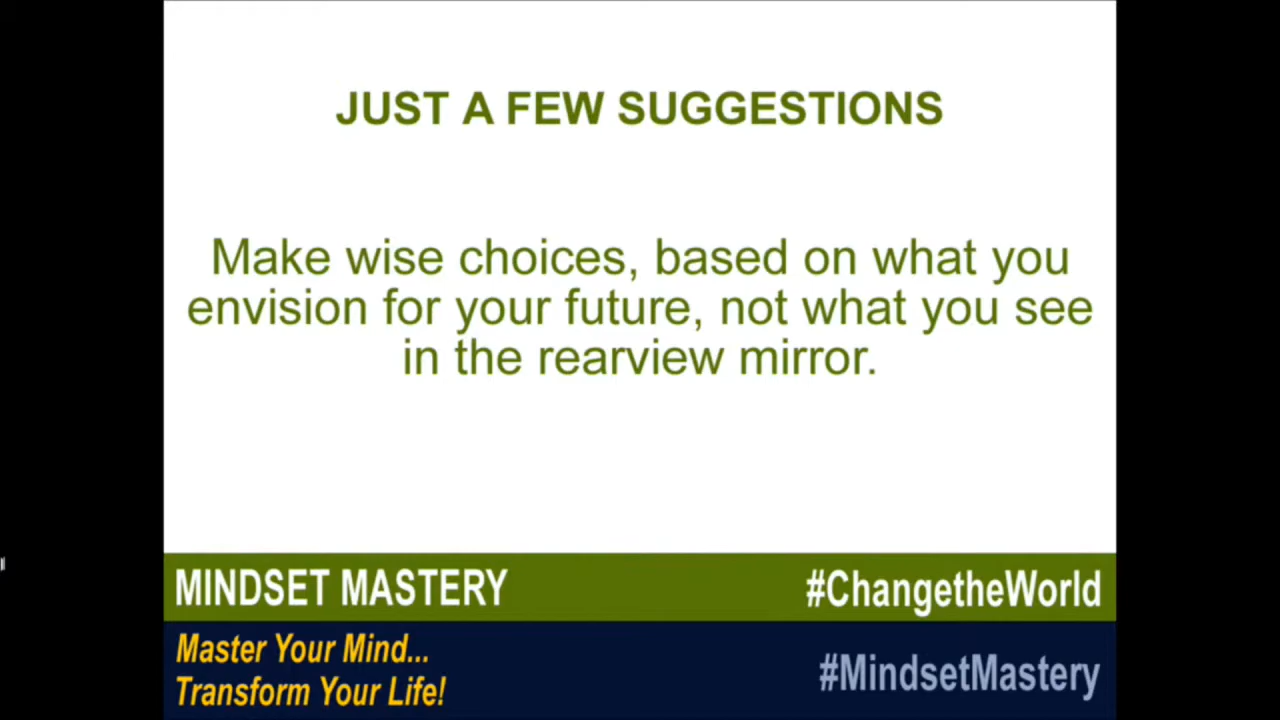 JUST A FEW SUGGESTIONS
Make wise choices, based on what you
envision for your future, not what you see
in the rearview mirror.
MINDSET MASTERY
#ChangetheWorld
Master Your Mind...
Transform Your Life!
#MindsetMastery